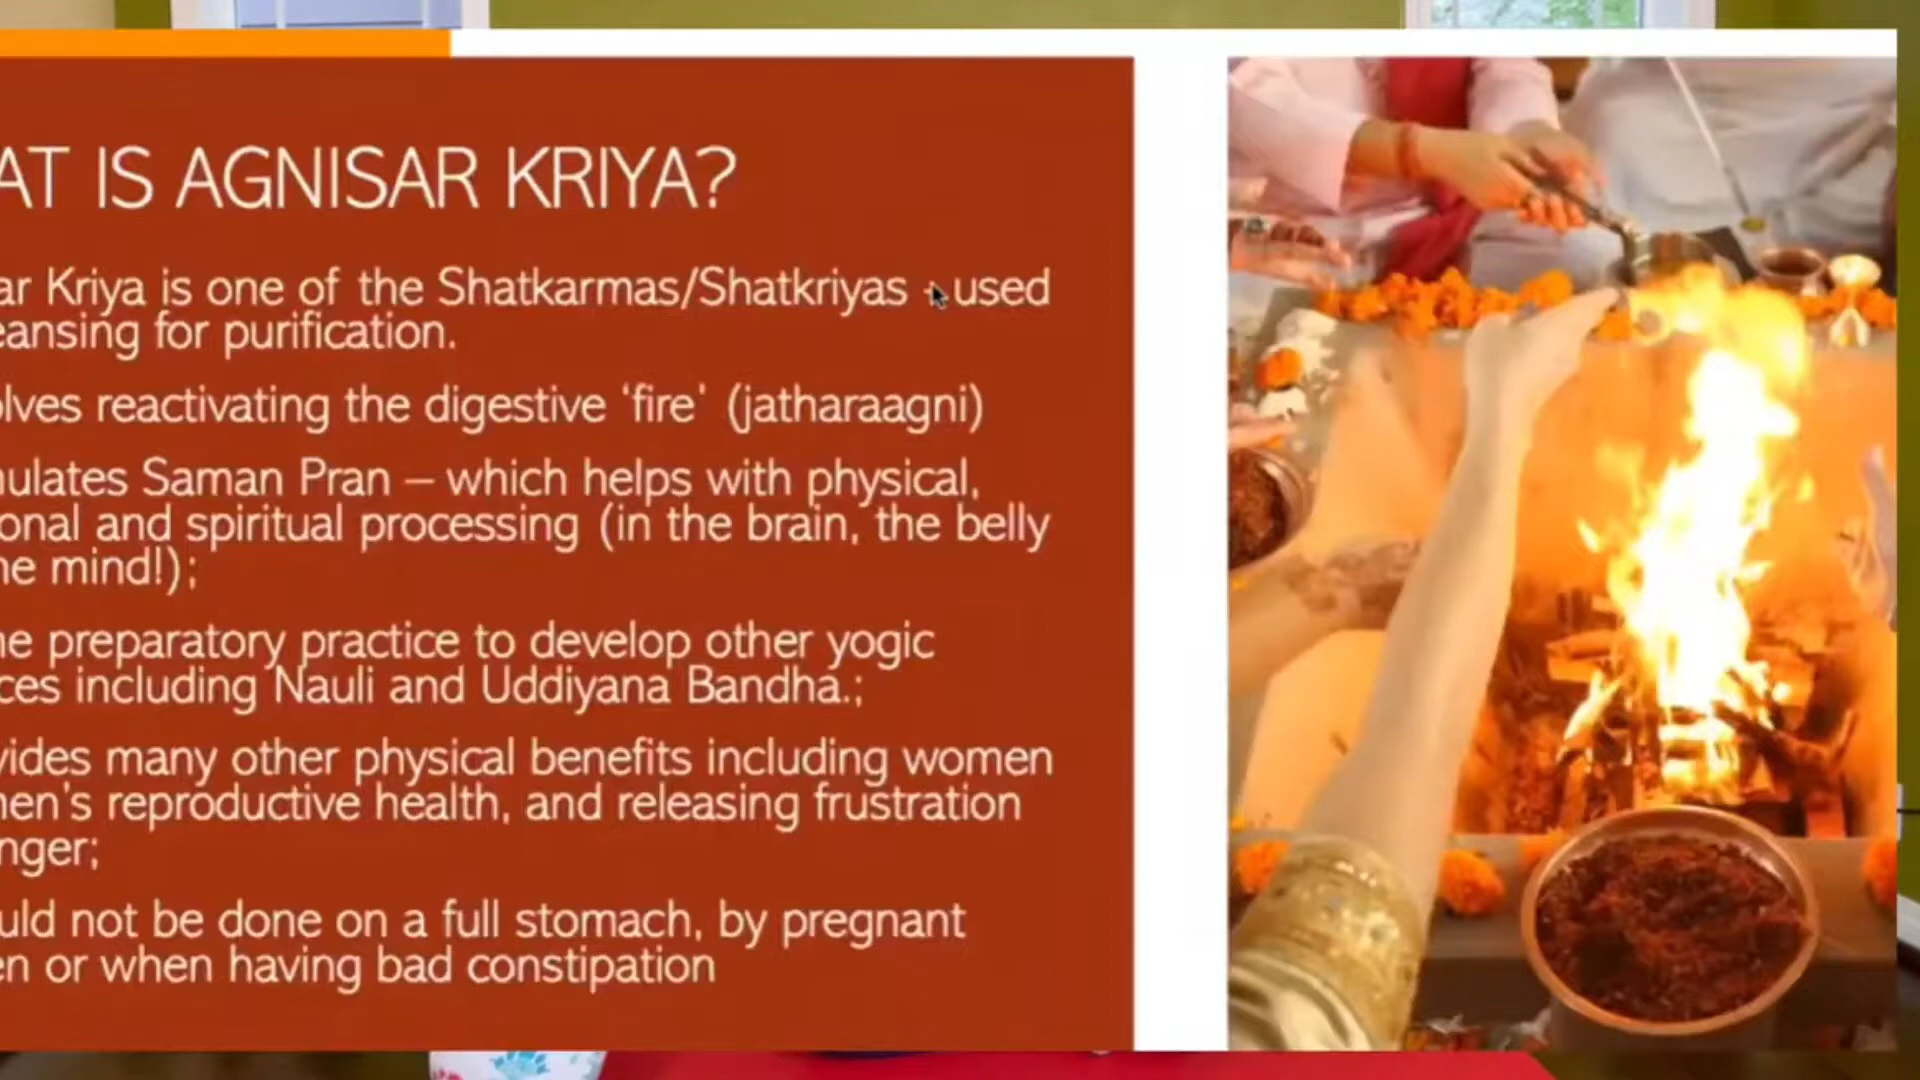 AT IS AGNISAR KRIYA?
ar Kriya is one of the Shatkarmas/Shatkriyas - used
eansing for purification.
olves reactivating the digestive ‘fire’ (jatharaagni)
nulates Saman Pran – which helps with physical,
onal and spiritual processing (in the brain, the belly
he mind!);
ne preparatory practice to develop other yogic
ces including Nauli and Uddiyana Bandha.;
vides many other physical benefits including women
nen's reproductive health, and releasing frustration
nger;
uld not be done on a full stomach, by pregnant
en or when having bad constipation